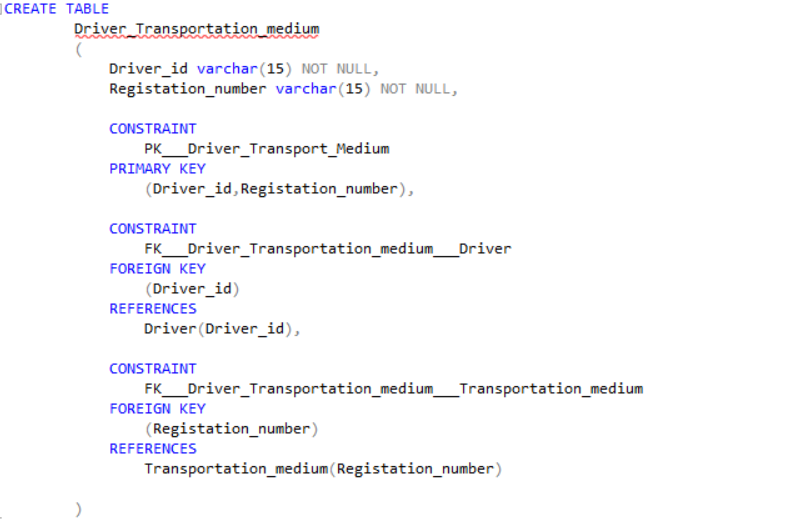 CREATE TABLE
Driver_Transportation_medium
(
Driver_id varchar(15) NOT NULL,
Registation_number varchar(15) NOT NULL,
CONSTRAINT
PK___Driver_Transport_Medium
PRIMARY KEY
(Driver_id,Registation_number),
CONSTRAINT
FK___Driver_Transportation_medium___Driver
FOREIGN KEY
(Driver_id)
REFERENCES
Driver(Driver_id),
CONSTRAINT
FK___Driver_Transportation_medium___Transportation_medium
FOREIGN KEY
(Registation_number)
REFERENCES
Transportation_medium(Registation_number)
)